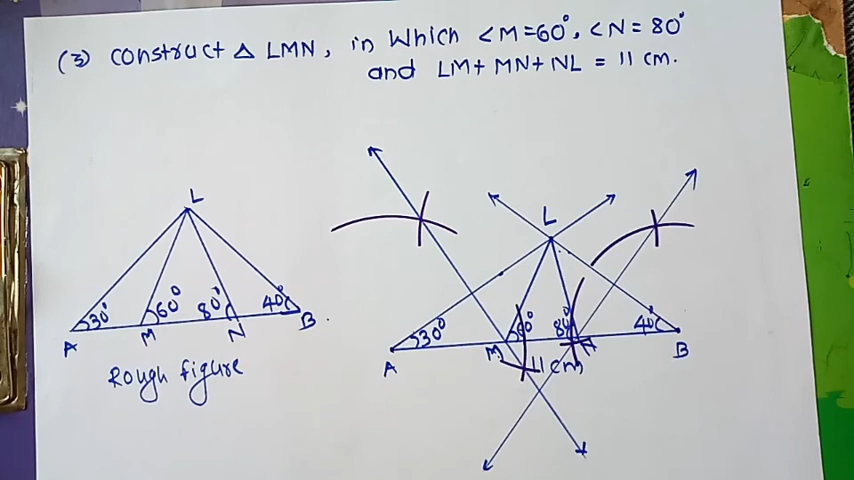 (3) Construct △ LMN, in Which <M=60°, <N=80°
and LM+ MN+ NL = 11 cm.
L
30° 60° 80° 40°
A M N B
Rough figure
L
30° 60° 80° 40°
A M N B
11 cm